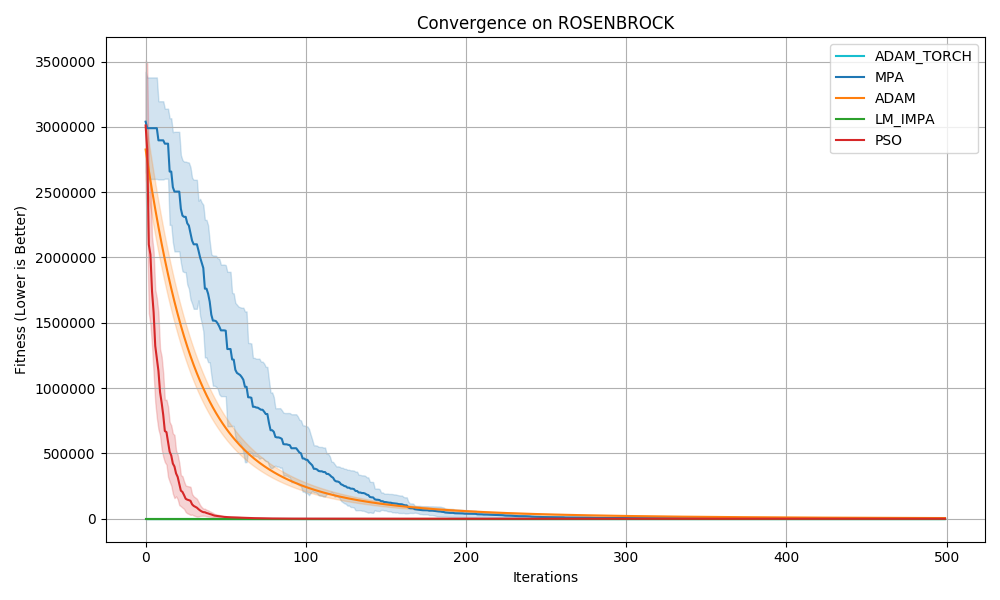 Convergence on ROSENBROCK
Fitness (Lower is Better)
3500000
3000000
2500000
2000000
1500000
1000000
500000
0
0 100 200 300 400 500
Iterations
ADAM_TORCH
MPA
ADAM
LM_IMPA
PSO